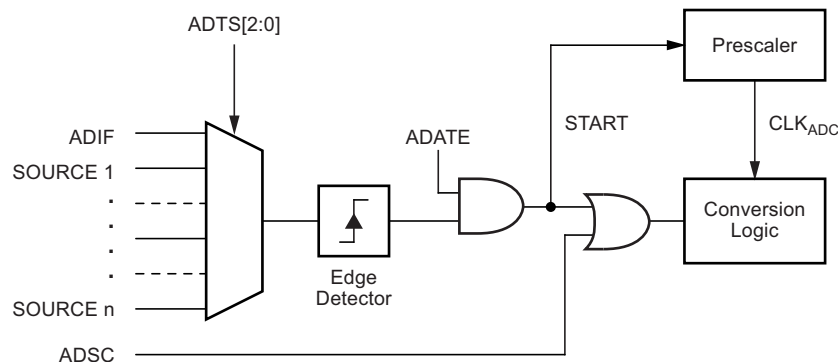 ADTS[2:0]
Prescaler
ADIF
ADATE
START
CLKADC
SOURCE 1
.
.
.
.
Conversion
Logic
Edge
Detector
SOURCE n
ADSC